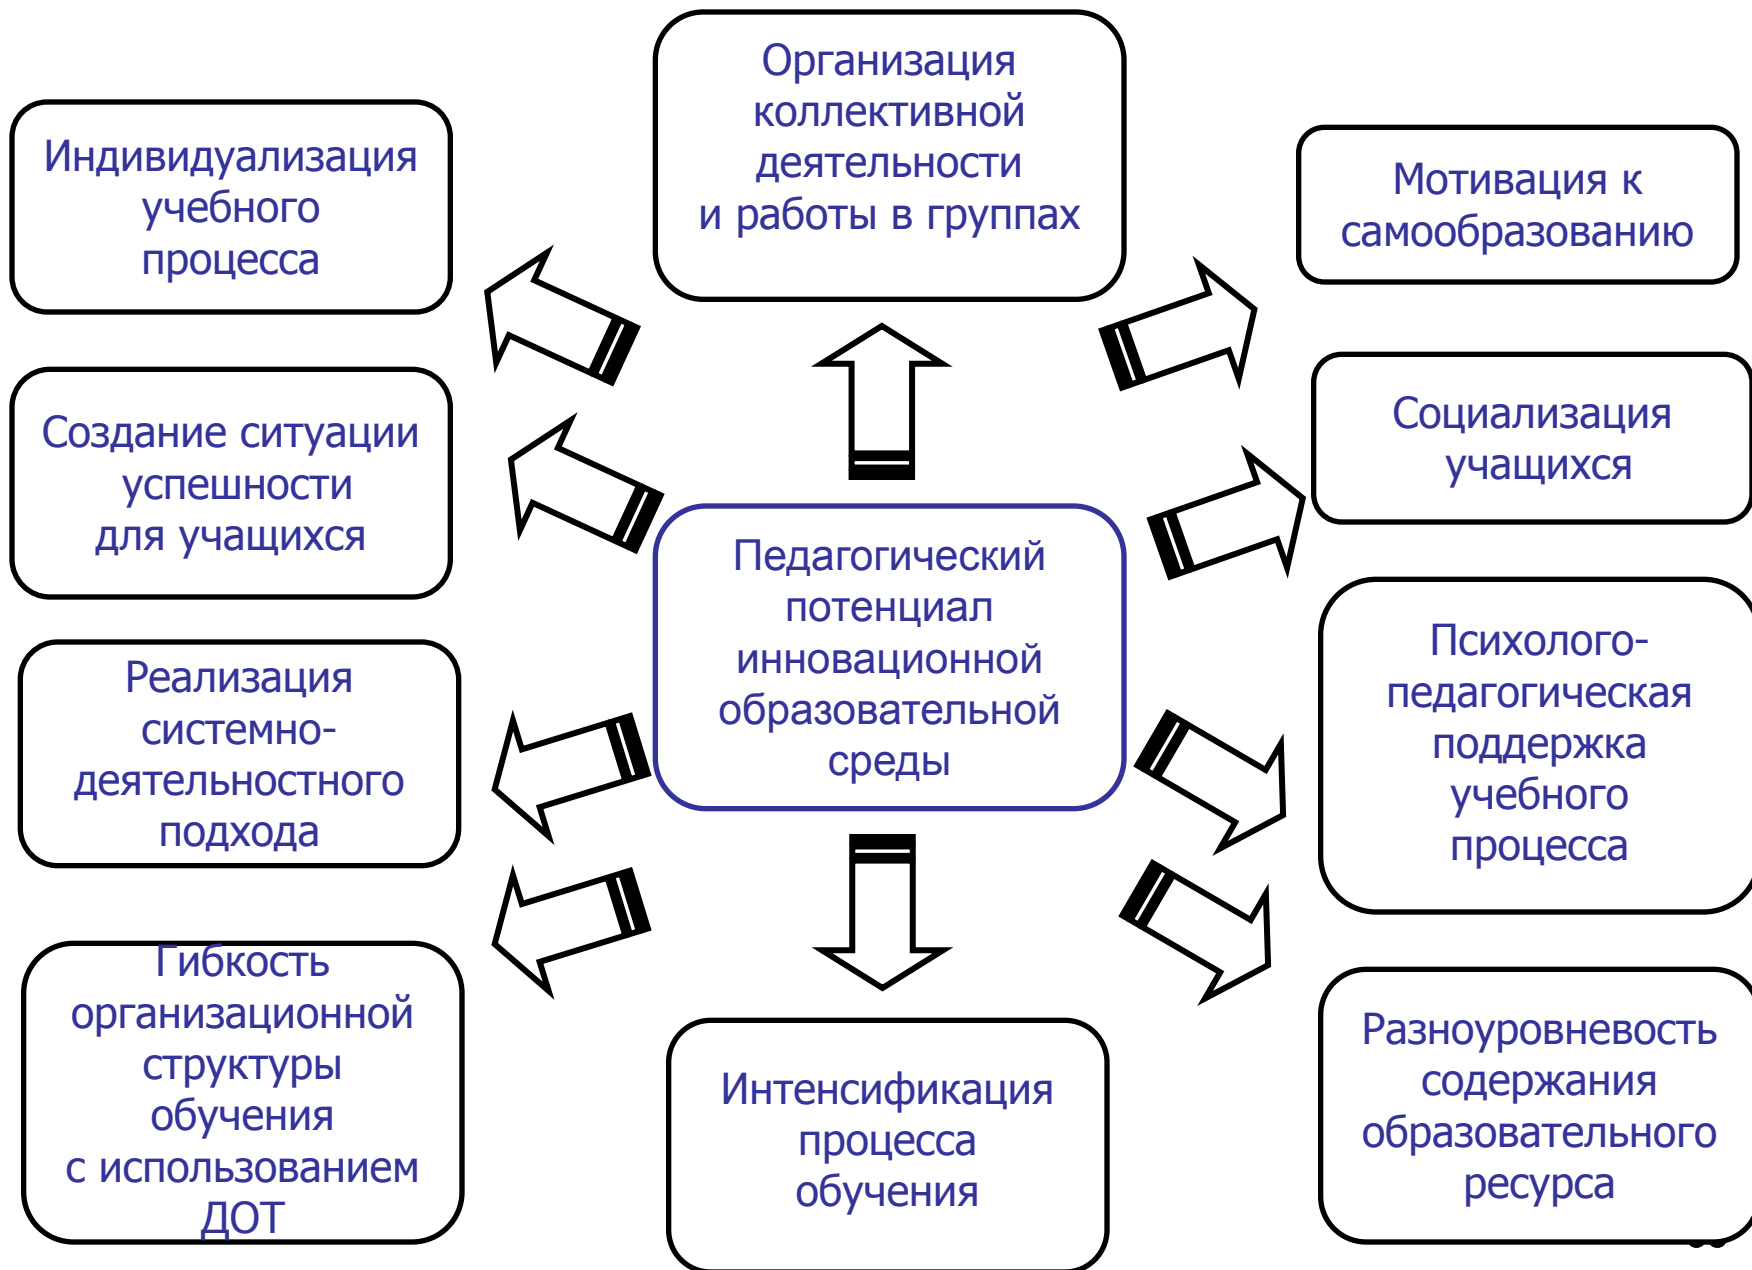 Организация
коллективной
деятельности
и работы в группах
Индивидуализация
учебного
процесса
Мотивация к
самообразованию
Создание ситуации
успешности
для учащихся
Социализация
учащихся
Педагогический
потенциал
инновационной
образовательной
среды
Реализация
системно-
деятельностного
подхода
Психолого-
педагогическая
поддержка
учебного
процесса
Гибкость
организационной
структуры
обучения
с использованием
ДОТ
Интенсификация
процесса
обучения
Разноуровневость
содержания
образовательного
ресурса